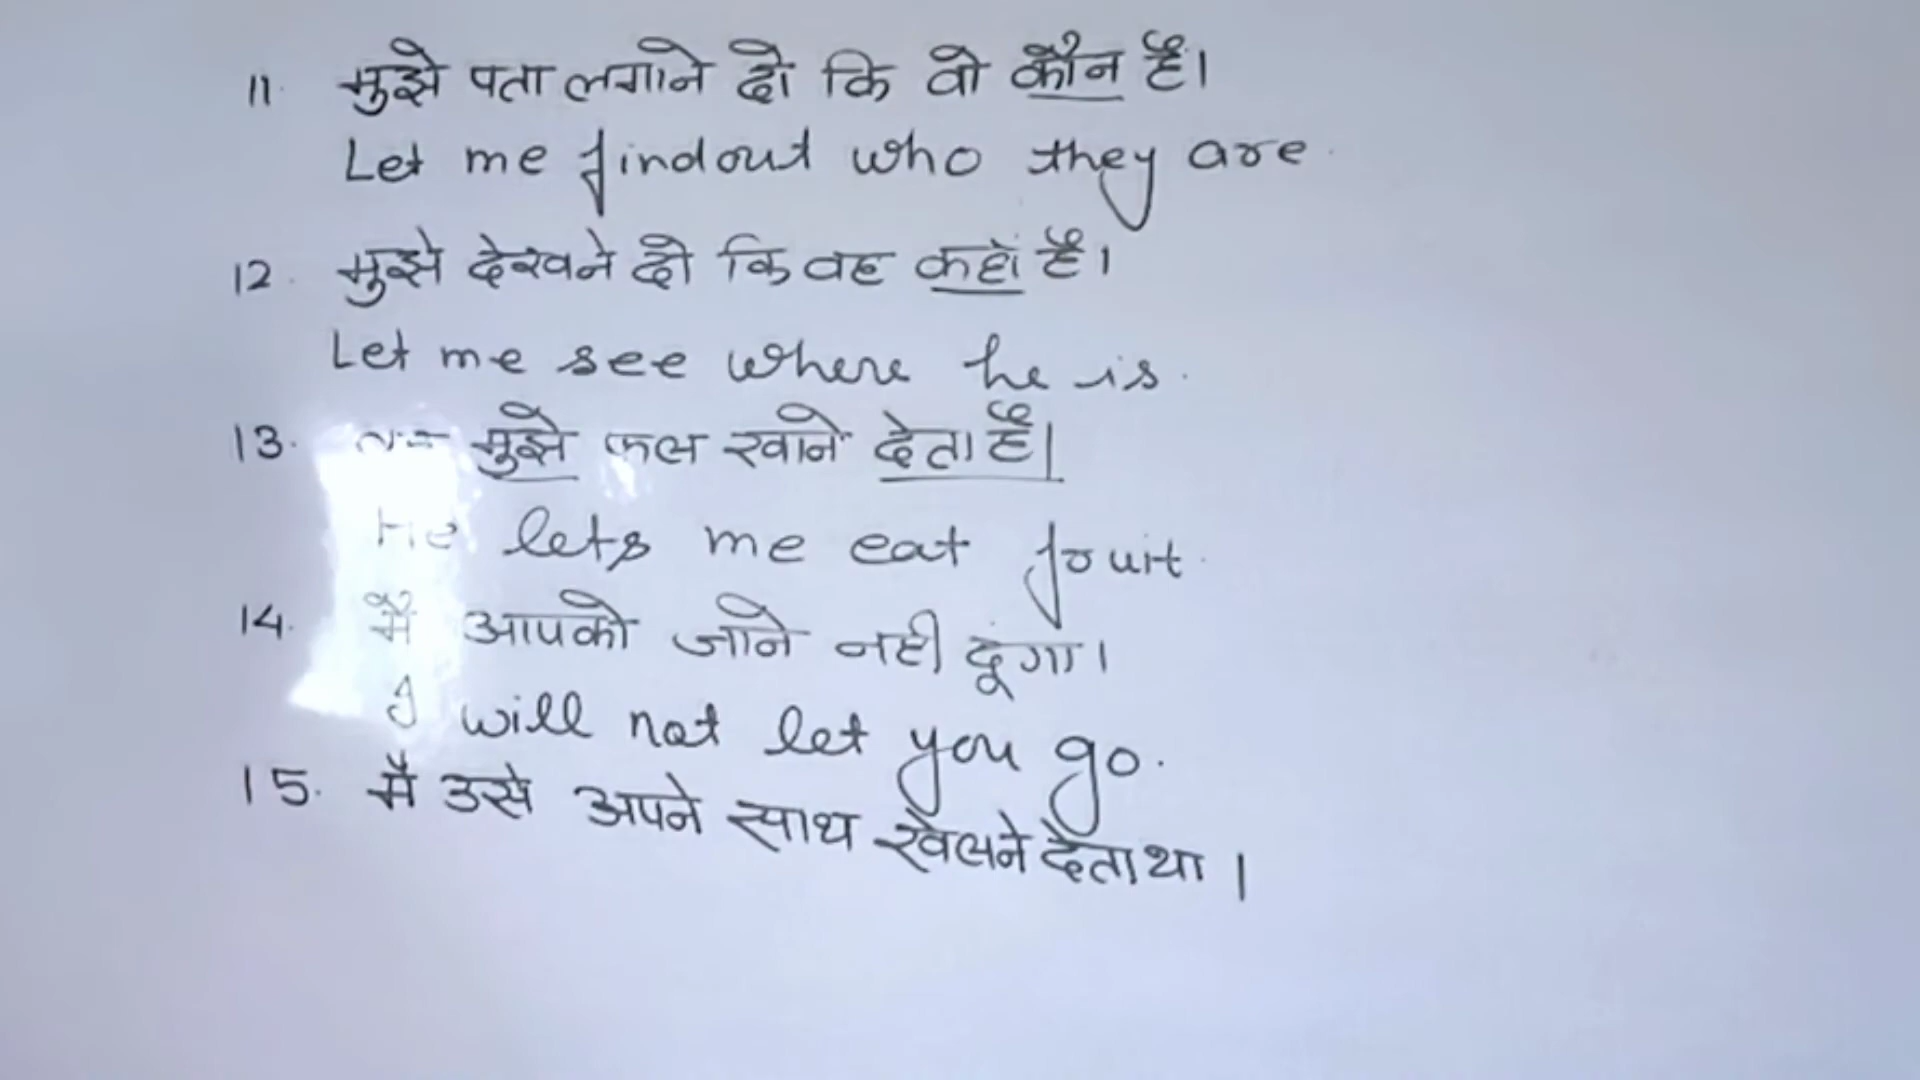 11. मुझे पता लगाने दो कि वो कौन है।
Let me findout who they are.
12. मुझे देखने दो कि वह कहाँ है।
Let me see where he is.
13. मुझे फल खाने देता है।
He lets me eat fruit.
14. मैं आपको जाने नही दूंगा।
I will not let you go.
15. मैं उसे अपने साथ खेलने देता था।